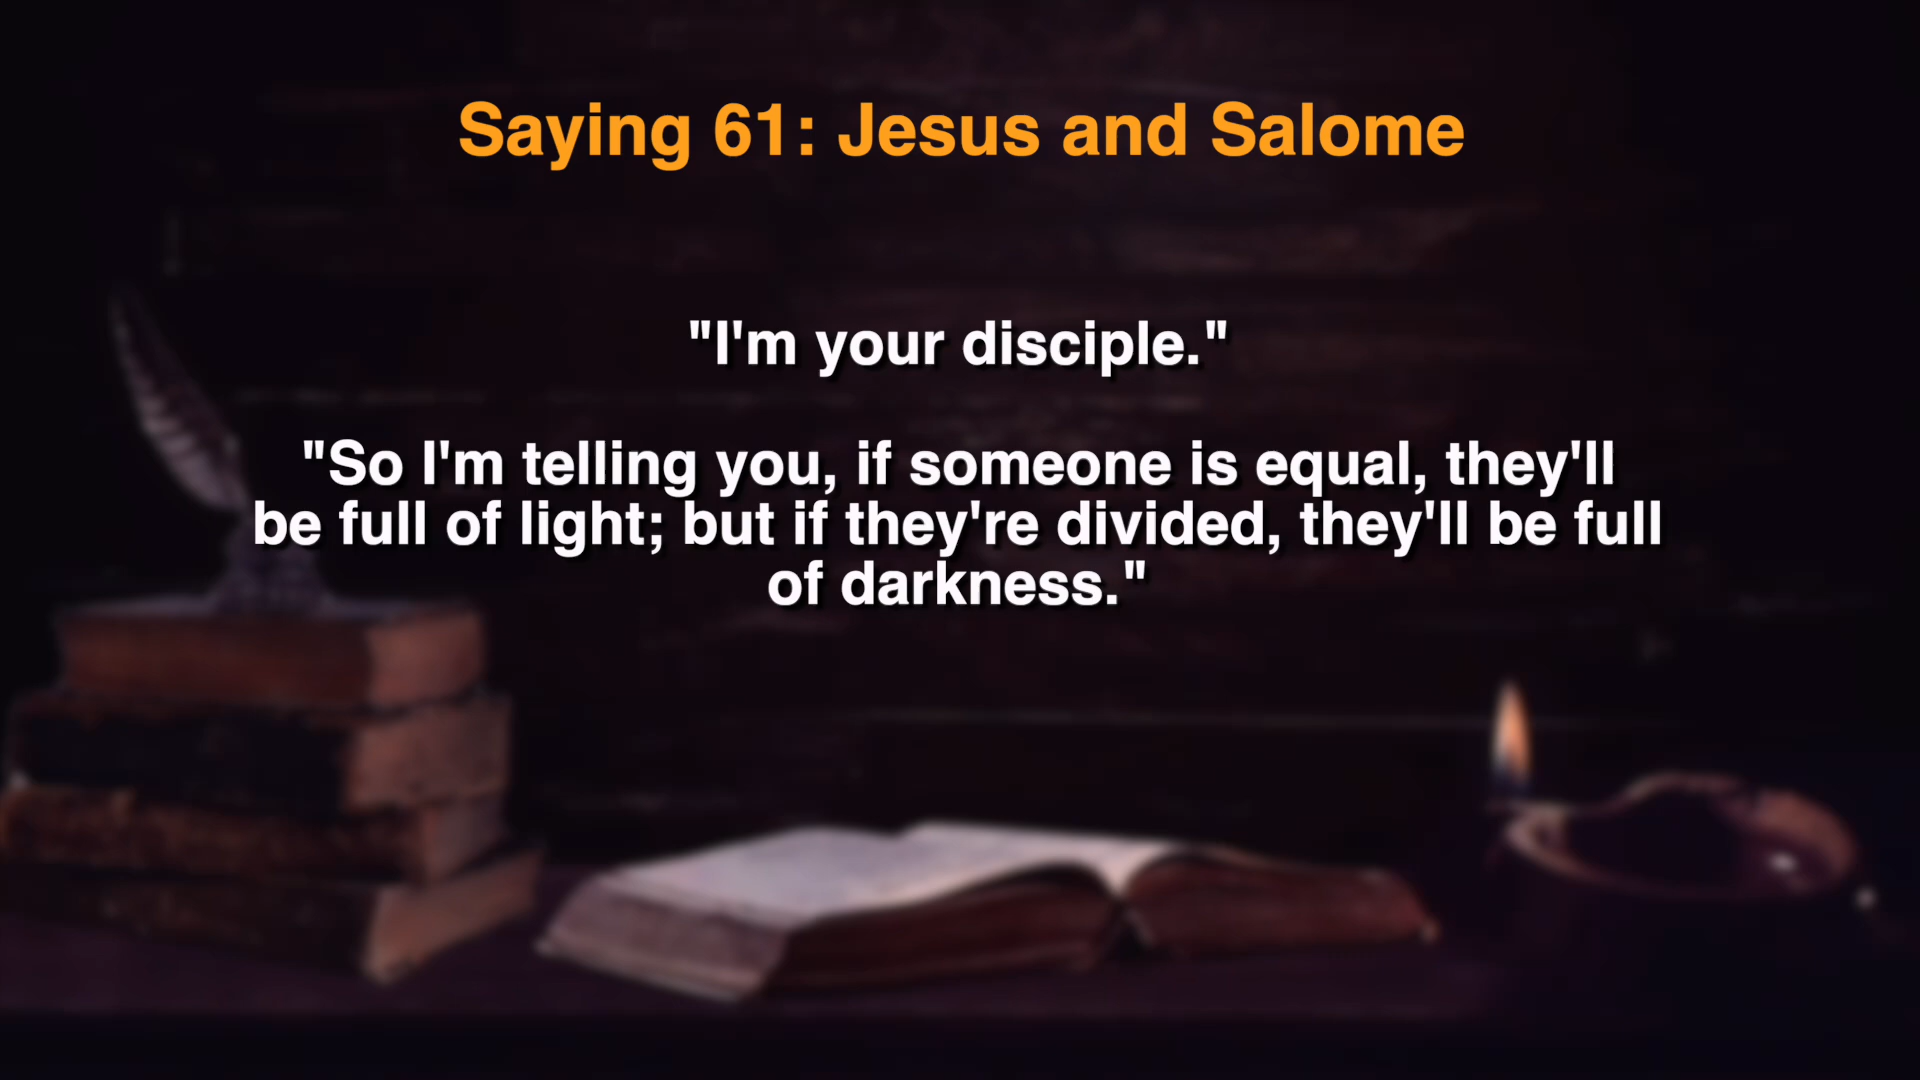 Saying 61: Jesus and Salome
"I'm your disciple."
"So I'm telling you, if someone is equal, they'll
be full of light; but if they're divided, they'll be full
of darkness."